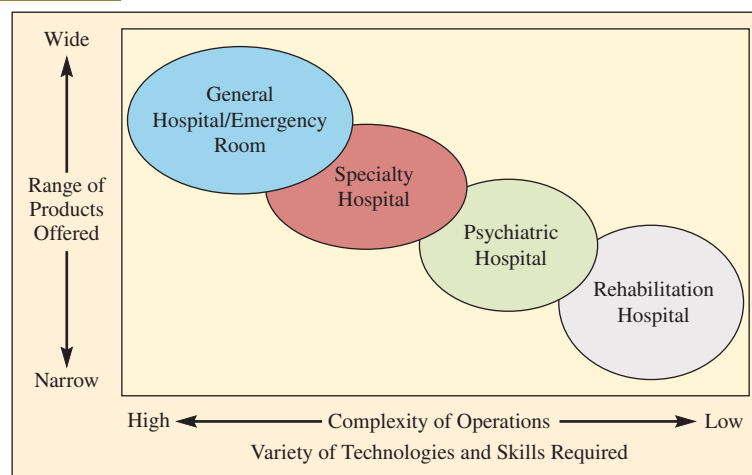 Wide
General
Hospital/Emergency
Room
Specialty
Hospital
Range of
Products
Offered
Psychiatric
Hospital
Rehabilitation
Hospital
Narrow
High
Complexity of Operations
Low
Variety of Technologies and Skills Required